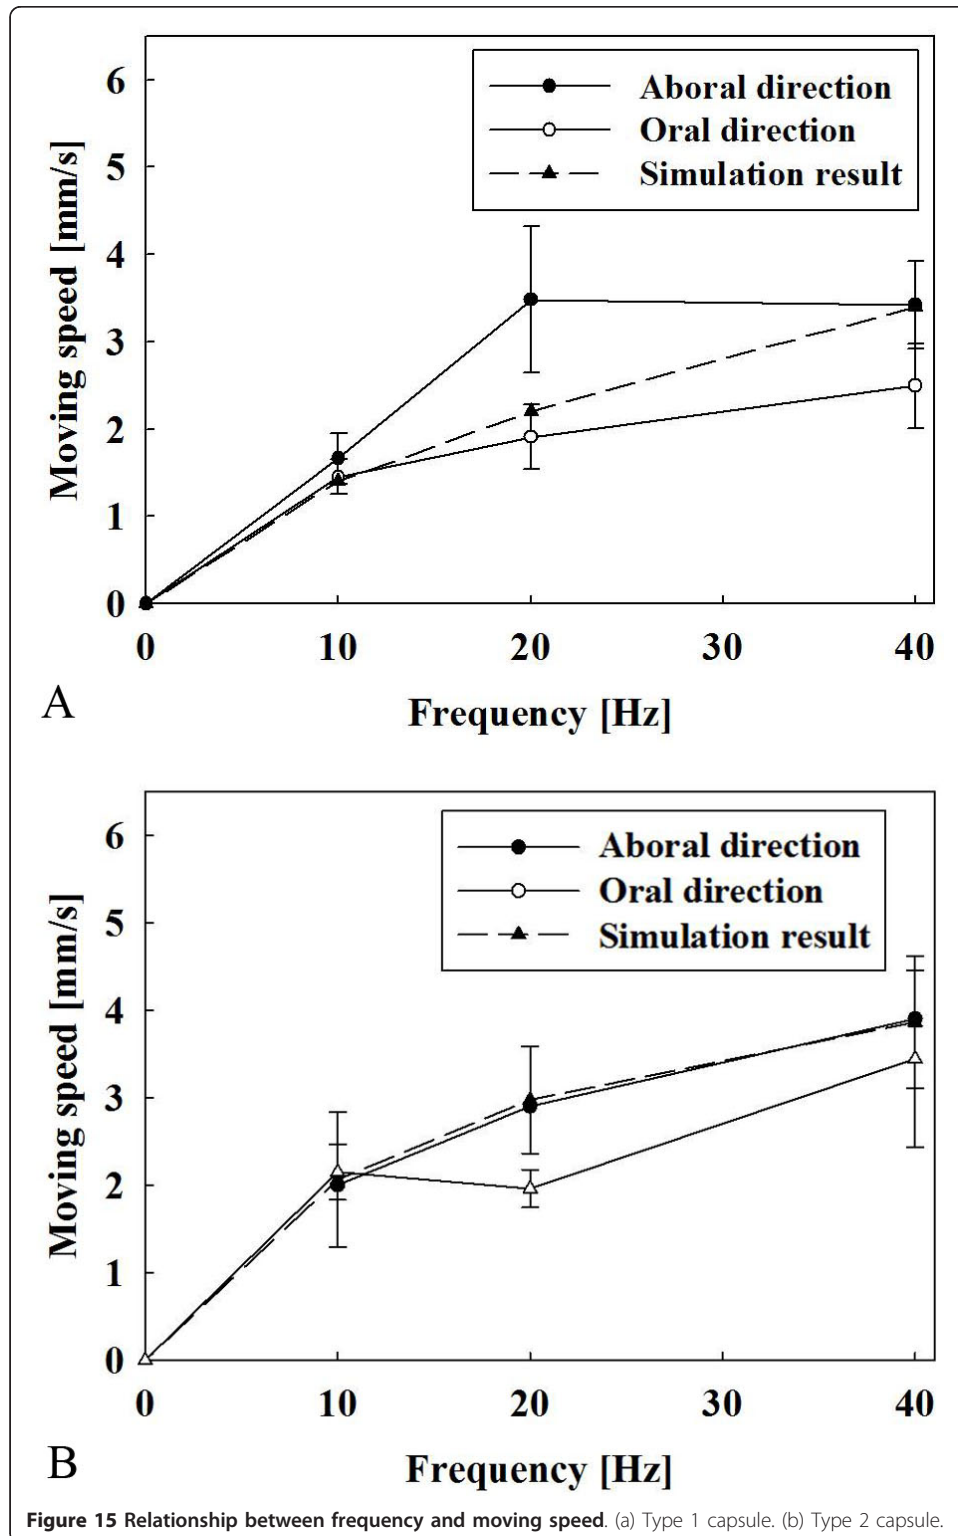 Aboral direction
Oral direction
Simulation result
Moving speed [mm/s]
6
5
4
3
2
1
0
0 10 20 30 40
Frequency [Hz]
A
Aboral direction
Oral direction
Simulation result
Moving speed [mm/s]
6
5
4
3
2
1
0
0 10 20 30 40
Frequency [Hz]
B
Figure 15 Relationship between frequency and moving speed. (a) Type 1 capsule. (b) Type 2 capsule.